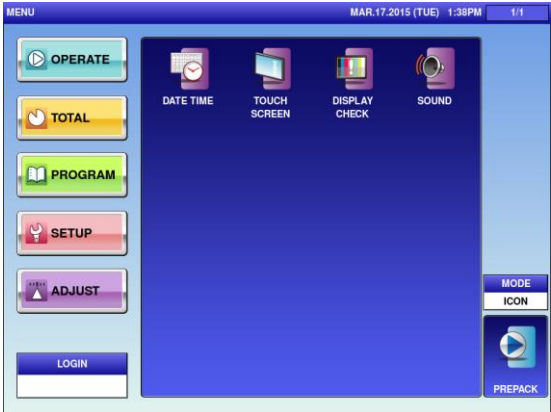 MENU
MAR.17.2015 (TUE) 1:38PM
1/1
OPERATE
TOTAL
PROGRAM
SETUP
ADJUST
LOGIN
DATE TIME
TOUCH
SCREEN
DISPLAY
CHECK
SOUND
MODE
ICON
PREPACK